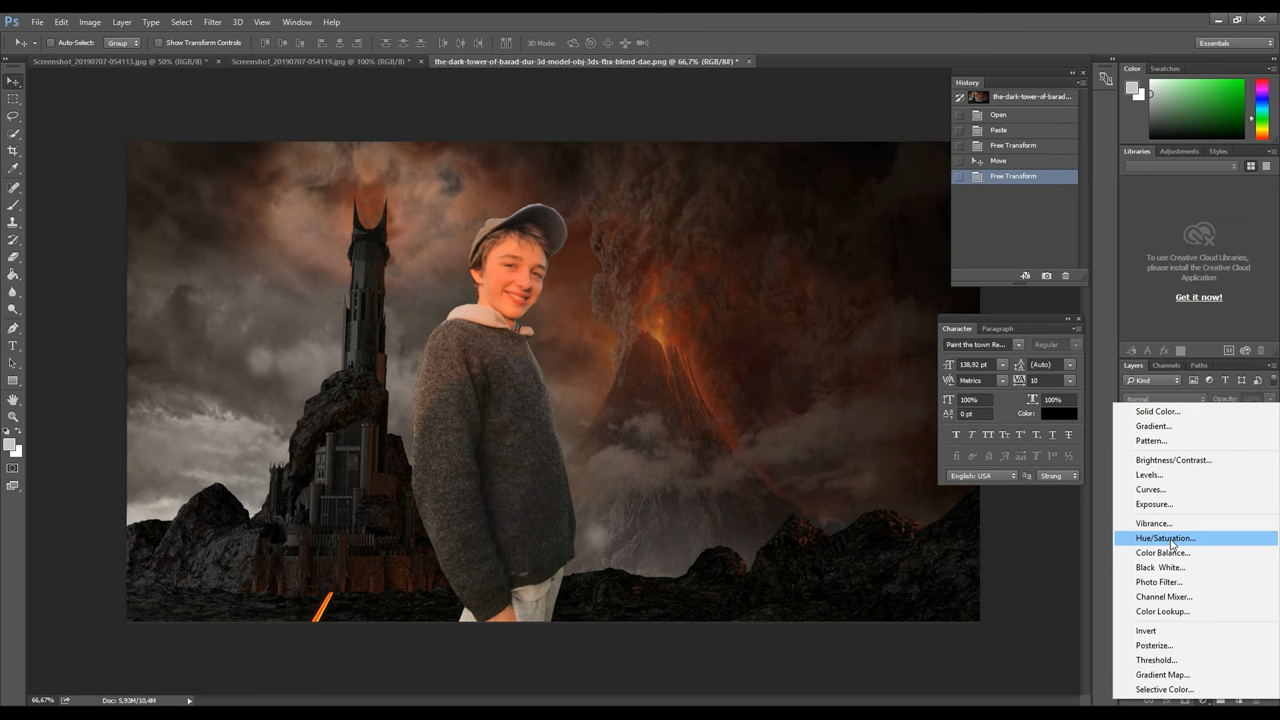 Ps File Edit Image Layer Type Select Filter 3D View Window Help
Auto-Select: Group Show Transform Controls 3D Mode: Essentials
Screenshot_20190707-054113.jpg @ 50% (RGB/8) * × Screenshot_20190707-054119.jpg @ 100% (RGB/8) * × the-dark-tower-of-barad-dur-3d-model-obj-3ds-fbx-blend-dae.png @ 66,7% (RGB/8#) * ×
History
the-dark-tower-of-barad...
Open
Paste
Free Transform
Move
Free Transform
Color Swatches
Libraries Adjustments Styles
To use Creative Cloud Libraries,
please install the Creative Cloud
Application
Get it now!
Character Paragraph
Paint the town Re... Regular
138,92 pt (Auto)
Metrics 10
100% 100%
0 pt Color:
English: USA Strong
Layers Channels Paths
Kind
Normal Opacity: 100%
Solid Color...
Gradient...
Pattern...
Brightness/Contrast...
Levels...
Curves...
Exposure...
Vibrance...
Hue/Saturation...
Color Balance...
Black White...
Photo Filter...
Channel Mixer...
Color Lookup...
Invert
Posterize...
Threshold...
Gradient Map...
Selective Color...
66,67% Doc: 5,93M/10,4M